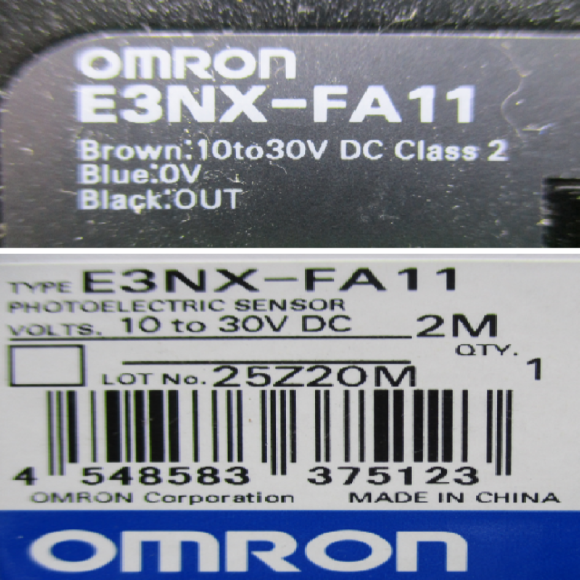 OMRON
E3NX-FA11
Brown:10to30V DC Class 2
Blue:0V
Black:OUT
TYPE E3NX-FA11
PHOTOELECTRIC SENSOR
VOLTS. 10 to 30V DC 2M
QTY.
LOT No. 25Z20M 1
4 548583 375123
OMRON Corporation MADE IN CHINA
OMRON